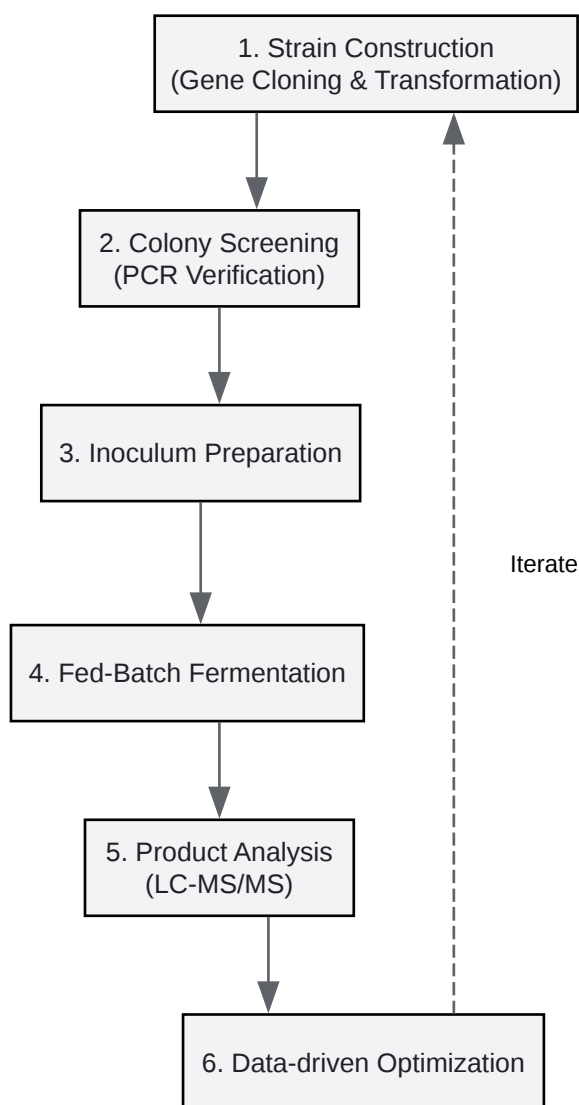 1. Strain Construction
(Gene Cloning & Transformation)
2. Colony Screening
(PCR Verification)
3. Inoculum Preparation
Iterate
4. Fed-Batch Fermentation
5. Product Analysis
(LC-MS/MS)
6. Data-driven Optimization